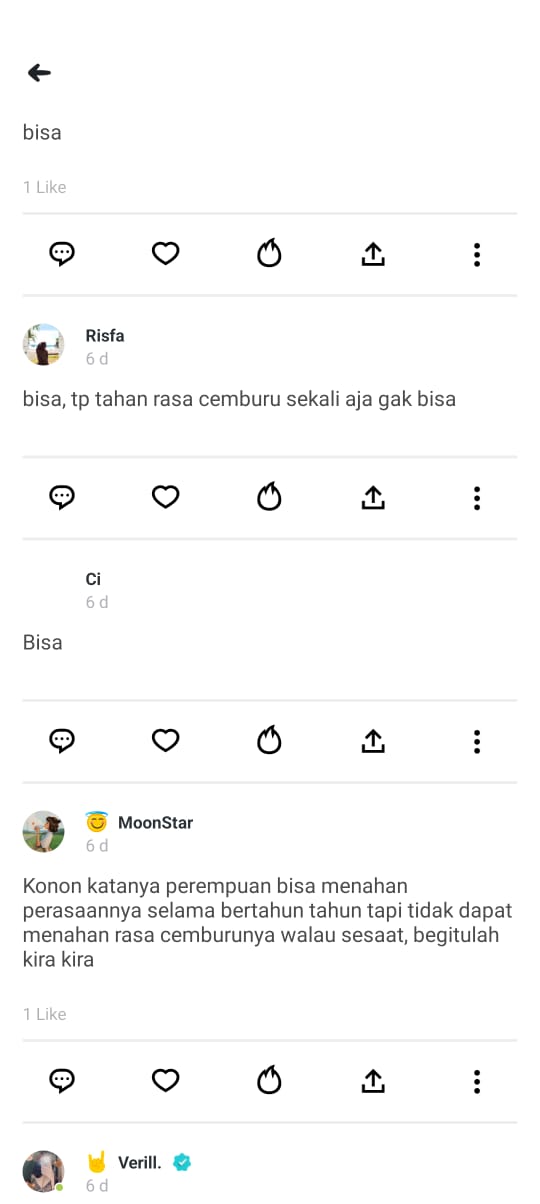 bisa
1 Like
Risfa
6 d
bisa, tp tahan rasa cemburu sekali aja gak bisa
Ci
6 d
Bisa
MoonStar
6 d
Konon katanya perempuan bisa menahan
perasaannya selama bertahun tahun tapi tidak dapat
menahan rasa cemburunya walau sesaat, begitulah
kira kira
1 Like
Verill.
6 d